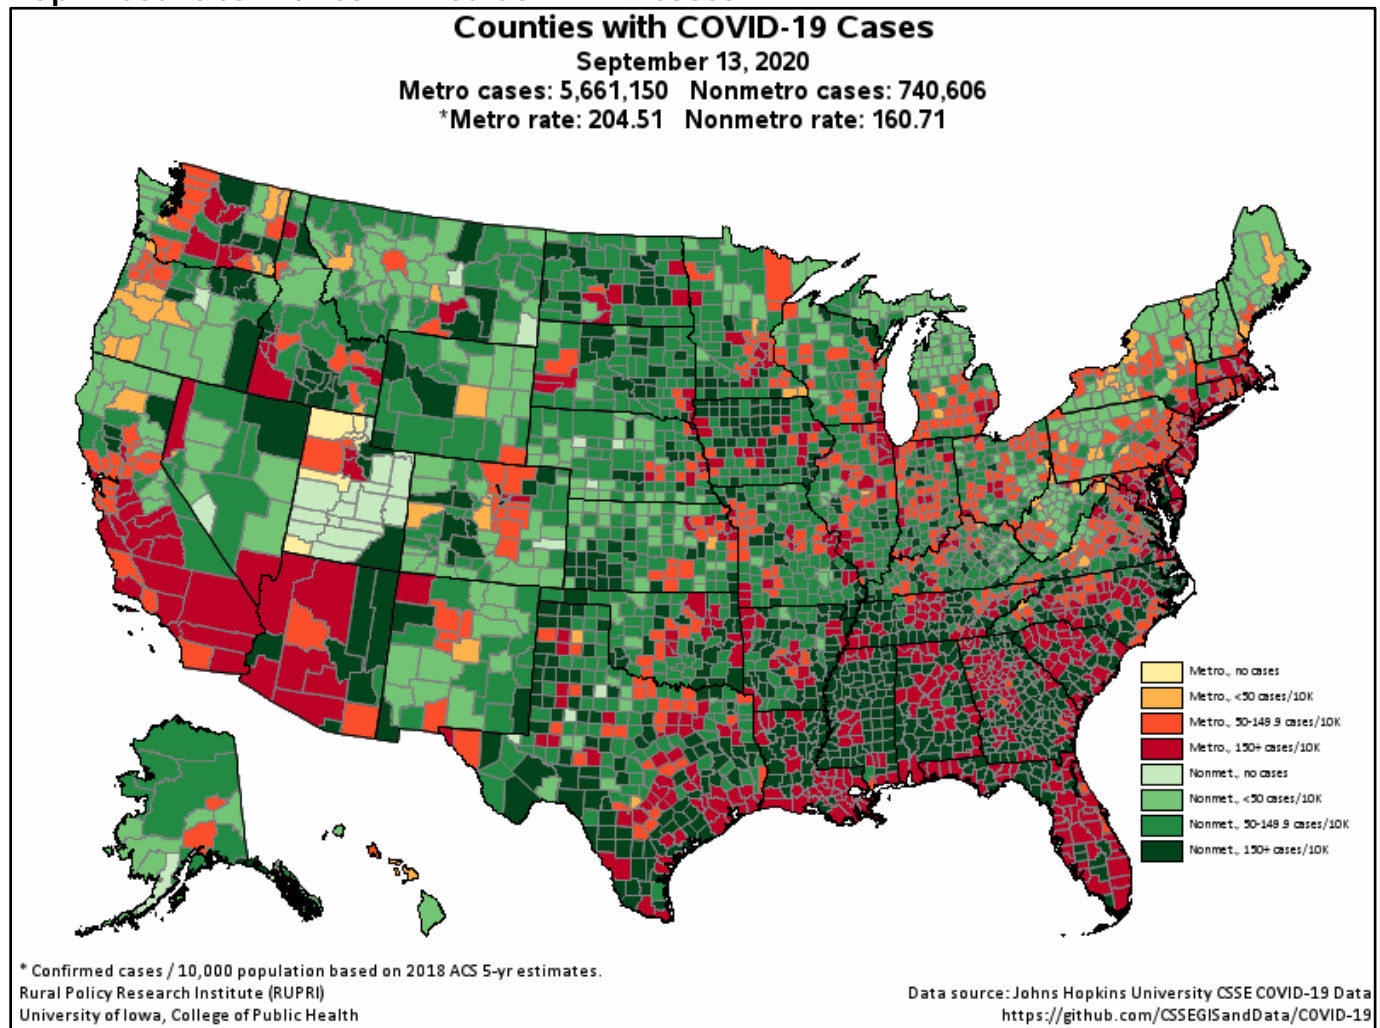 Counties with COVID-19 Cases
September 13, 2020
Metro cases: 5,661,150 Nonmetro cases: 740,606
*Metro rate: 204.51 Nonmetro rate: 160.71
Metro., no cases
Metro., <50 cases/10K
Metro., 50-149.9 cases/10K
Metro., 150+ cases/10K
Nonmet., no cases
Nonmet., <50 cases/10K
Nonmet., 50-149.9 cases/10K
Nonmet., 150+ cases/10K
* Confirmed cases / 10,000 population based on 2018 ACS 5-yr estimates.
Rural Policy Research Institute (RUPRI)
University of Iowa, College of Public Health
Data source: Johns Hopkins University CSSE COVID-19 Data
https://github.com/CSSEGISandData/COVID-19